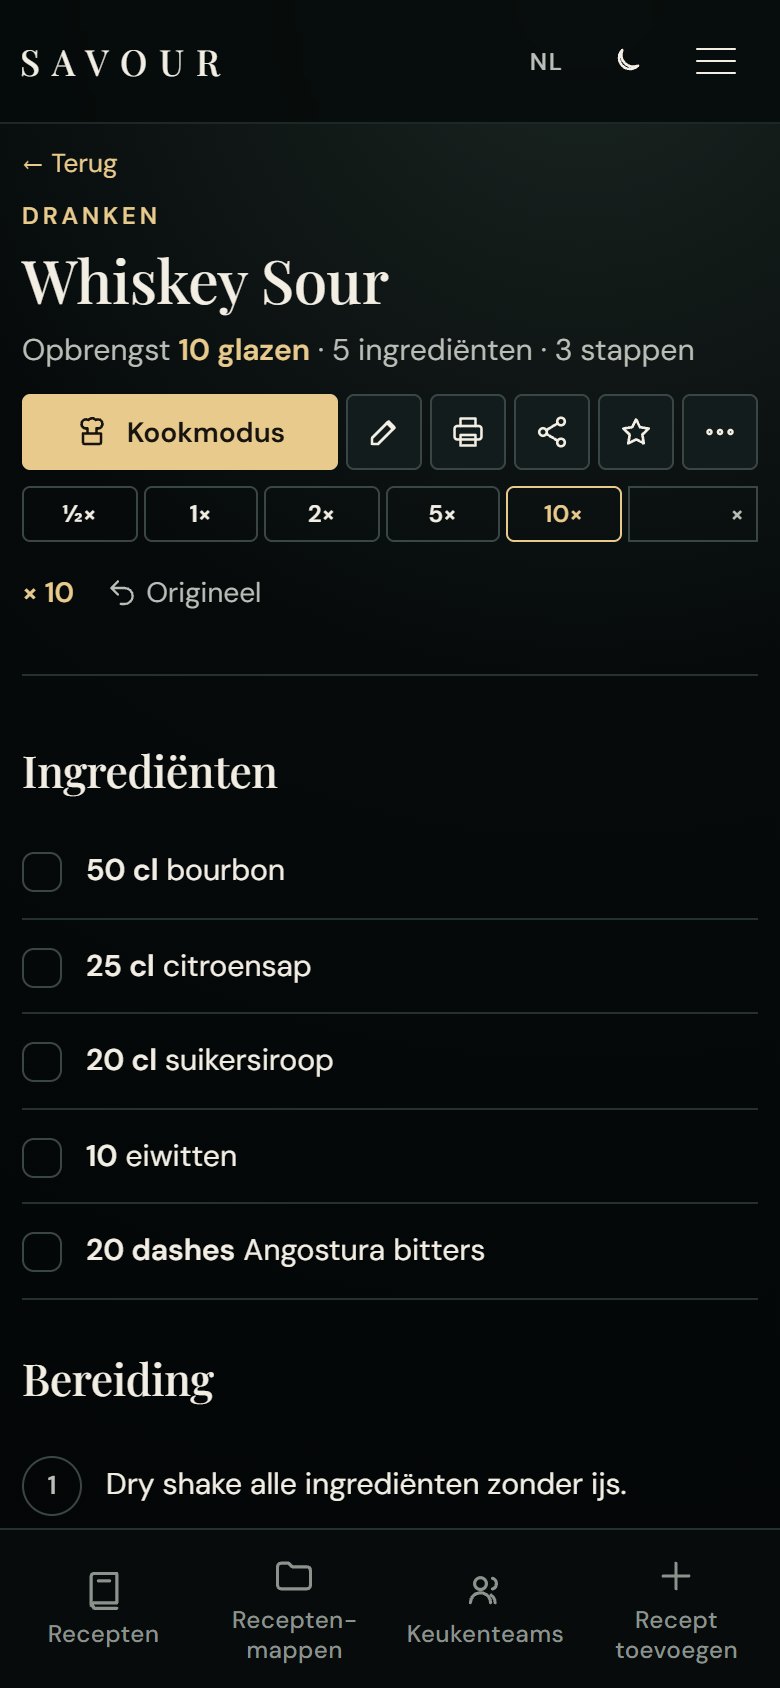 SAVOUR
NL
← Terug
DRANKEN
Whiskey Sour
Opbrengst 10 glazen · 5 ingrediënten · 3 stappen
Kookmodus
½×
1×
2×
5×
10×
×
× 10
Origineel
Ingrediënten
50 cl bourbon
25 cl citroensap
20 cl suikersiroop
10 eiwitten
20 dashes Angostura bitters
Bereiding
1 Dry shake alle ingrediënten zonder ijs.
Recepten
Recepten-
mappen
Keukenteams
Recept
toevoegen